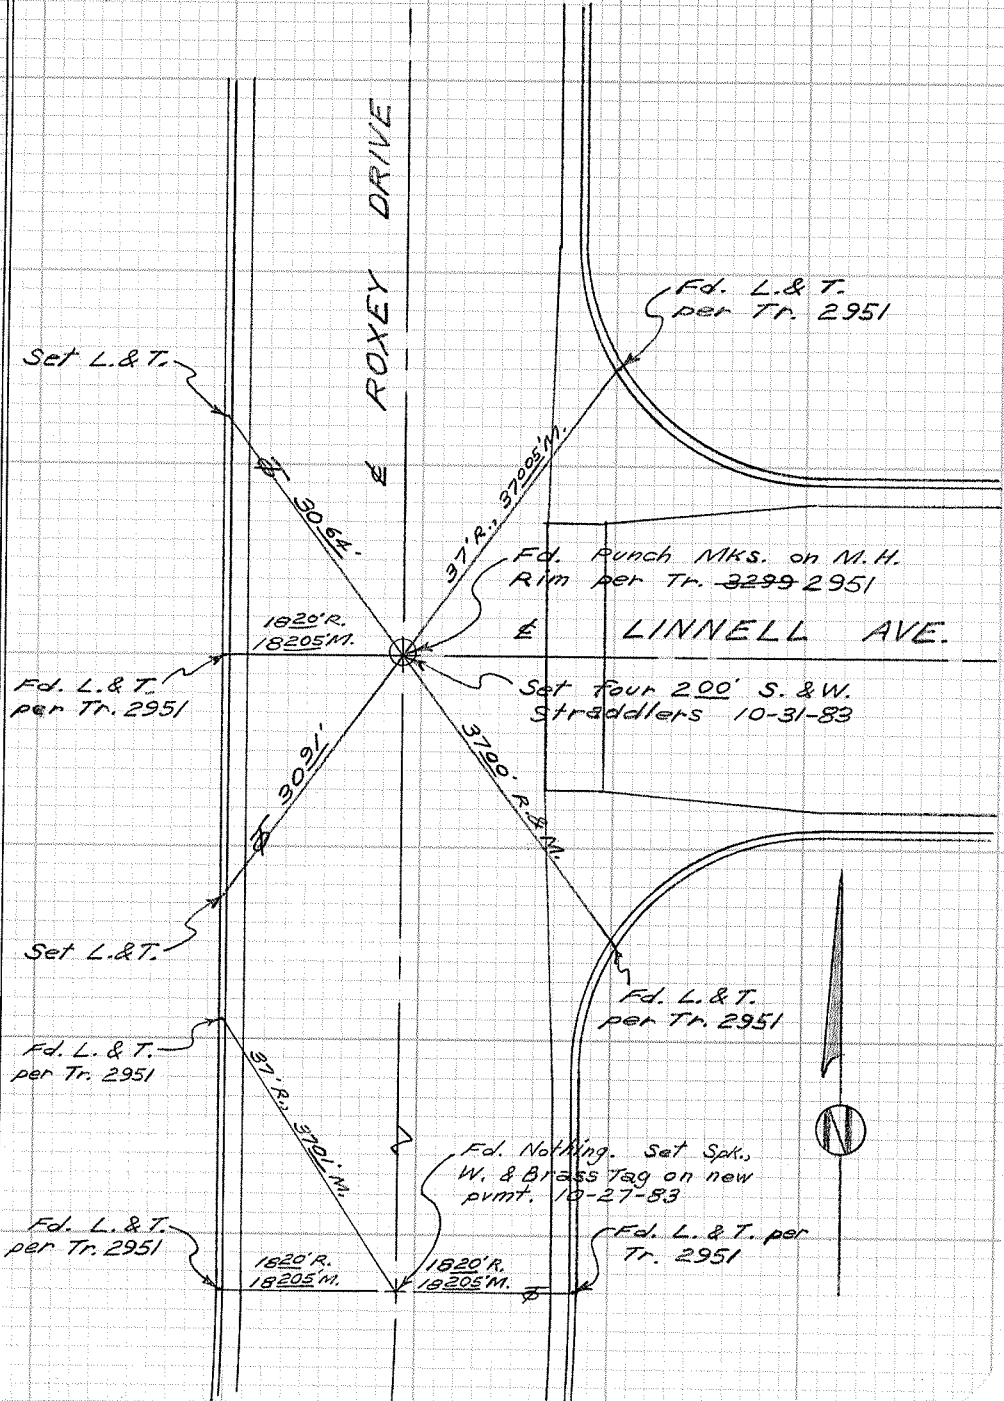 ℄ ROXEY DRIVE
Fd. L. & T.
per Tr. 2951
Set L. & T.
30.64'
37' R., 37.005' M.
Fd. Punch Mks. on M.H.
Rim per Tr. 3299 2951
18.20' R.
18.205' M.
℄ LINNELL AVE.
Fd. L. & T.
per Tr. 2951
Set four 2.00' S. & W.
Straddlers 10-31-83
30.91'
37.00' R. & M.
Set L. & T.
Fd. L. & T.
per Tr. 2951
Fd. L. & T.
per Tr. 2951
37' R., 37.01' M.
N
Fd. Nothing. Set Spk.,
W. & Brass Tag on new
pvmt. 10-27-83
Fd. L. & T.
per Tr. 2951
18.20' R.
18.205' M.
18.20' R.
18.205' M.
Fd. L. & T. per
Tr. 2951